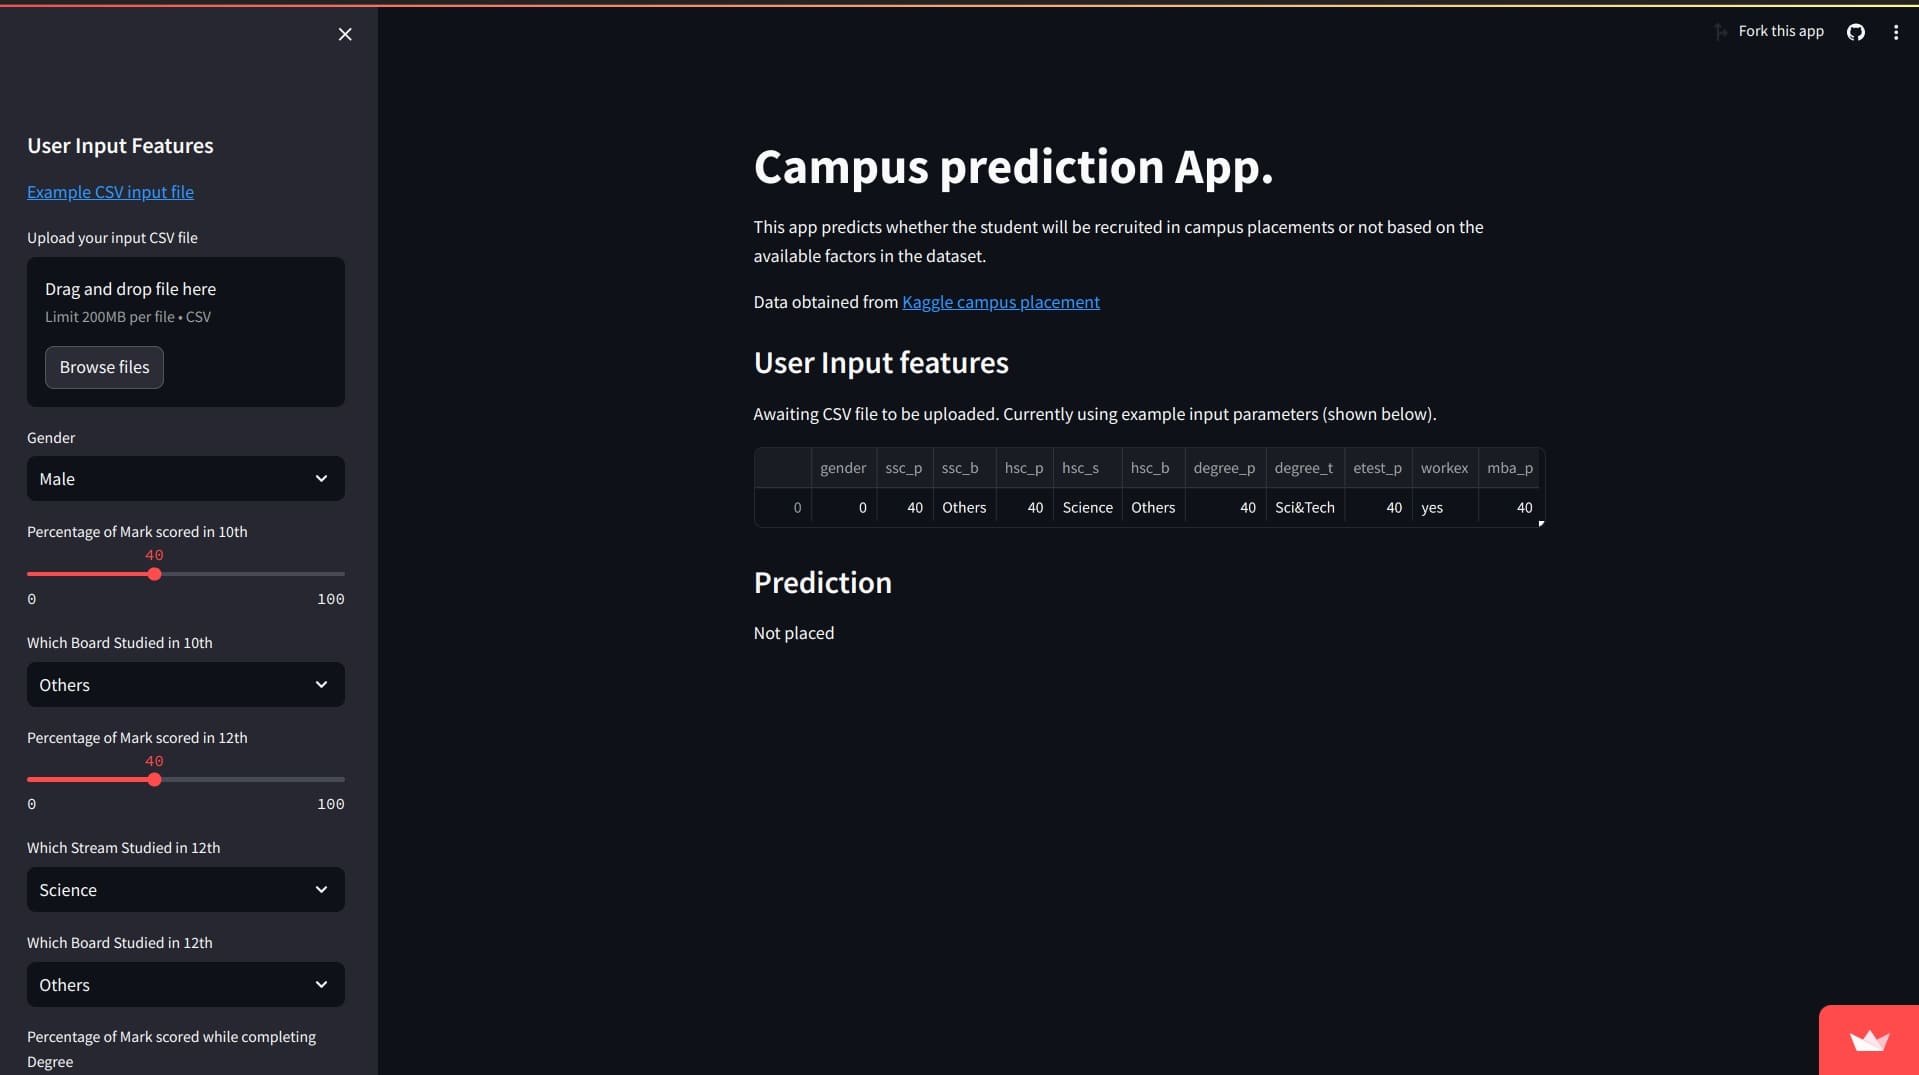 Fork this app
User Input Features
Example CSV input file
Upload your input CSV file
Drag and drop file here
Limit 200MB per file • CSV
Browse files
Gender
Male
Percentage of Mark scored in 10th
40
0 100
Which Board Studied in 10th
Others
Percentage of Mark scored in 12th
40
0 100
Which Stream Studied in 12th
Science
Which Board Studied in 12th
Others
Percentage of Mark scored while completing
Degree
Campus prediction App.
This app predicts whether the student will be recruited in campus placements or not based on the
available factors in the dataset.
Data obtained from Kaggle campus placement
User Input features
Awaiting CSV file to be uploaded. Currently using example input parameters (shown below).
gender ssc_p ssc_b hsc_p hsc_s hsc_b degree_p degree_t etest_p workex mba_p
0 0 40 Others 40 Science Others 40 Sci&Tech 40 yes 40
Prediction
Not placed